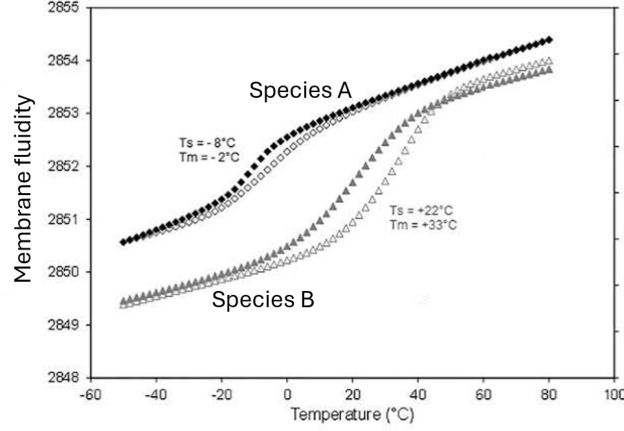 2855
2854
2853
2852
2851
2850
2849
2848
Membrane fluidity
Species A
Ts = - 8°C
Tm = - 2°C
Ts = +22°C
Tm = +33°C
Species B
-60 -40 -20 0 20 40 60 80 100
Temperature (°C)